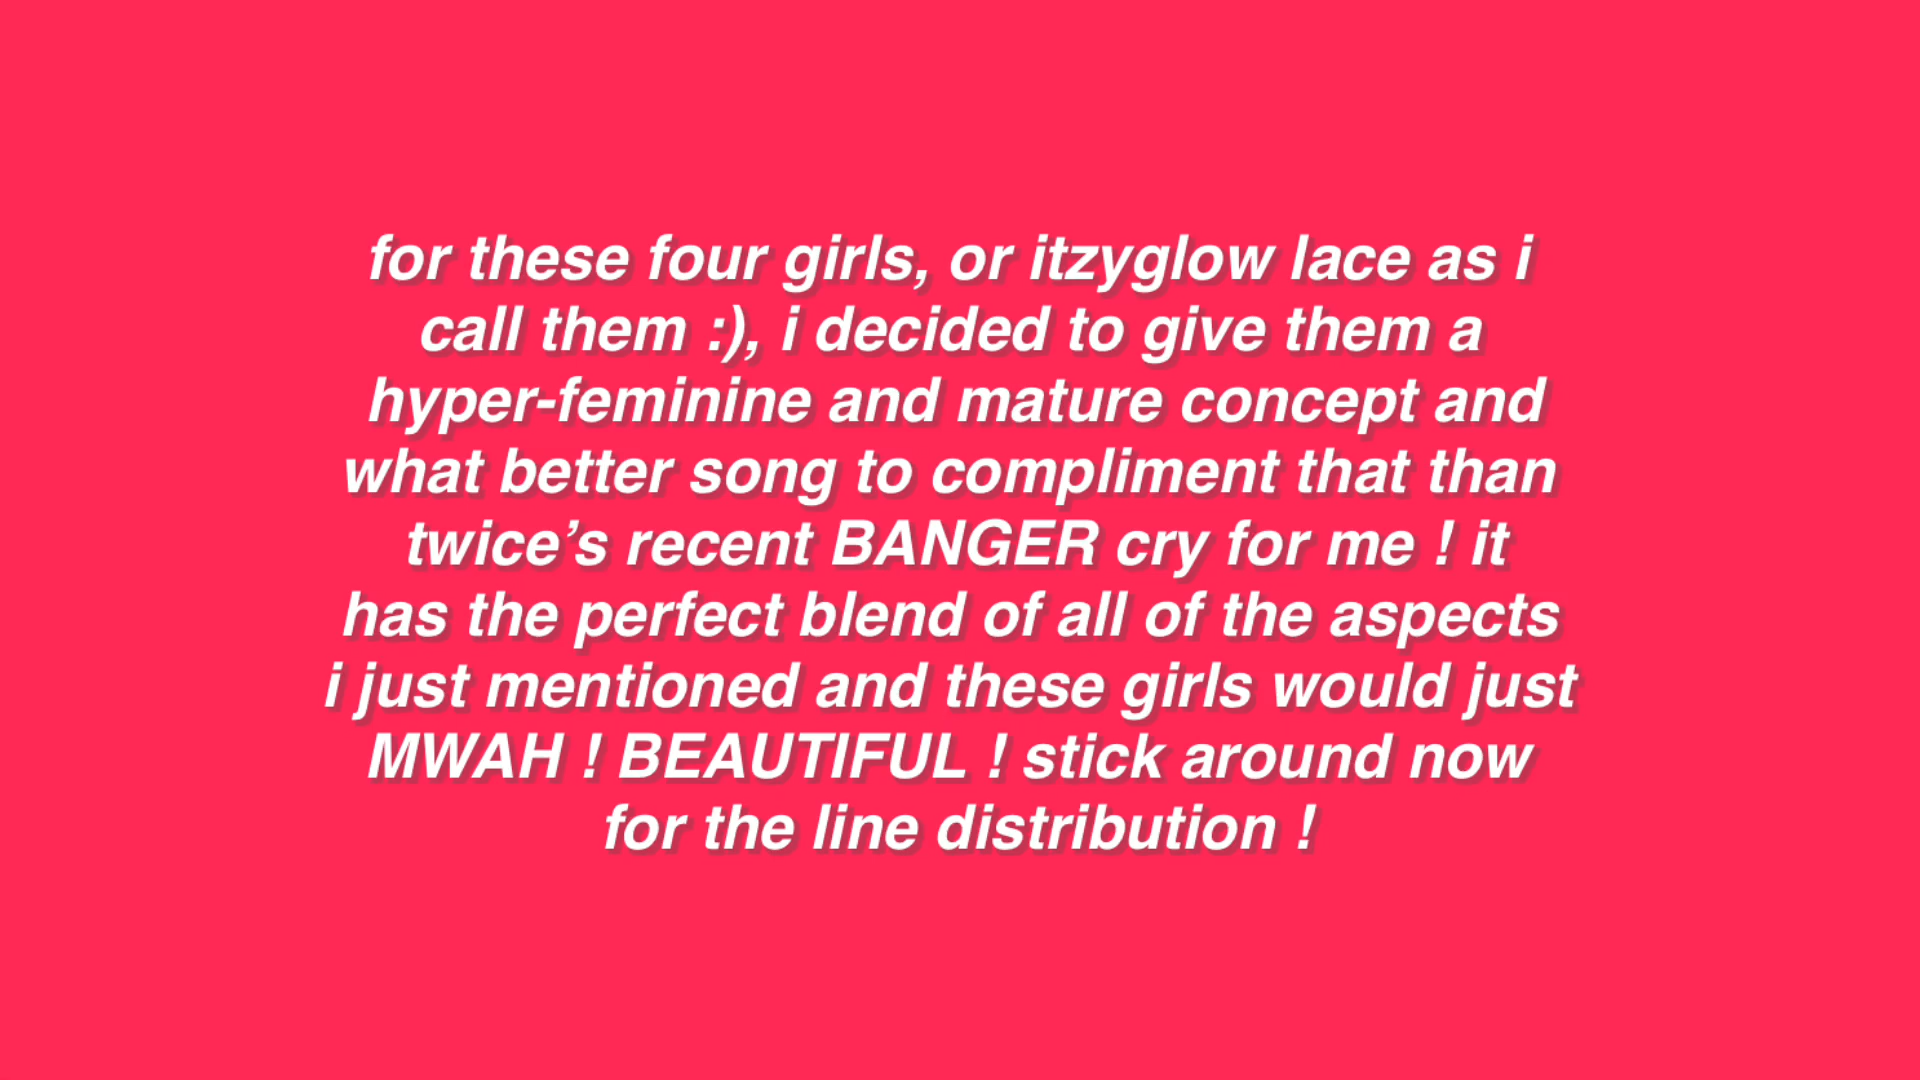 for these four girls, or itzyglow lace as i
call them :), i decided to give them a
hyper-feminine and mature concept and
what better song to compliment that than
twice’s recent BANGER cry for me ! it
has the perfect blend of all of the aspects
i just mentioned and these girls would just
MWAH ! BEAUTIFUL ! stick around now
for the line distribution !